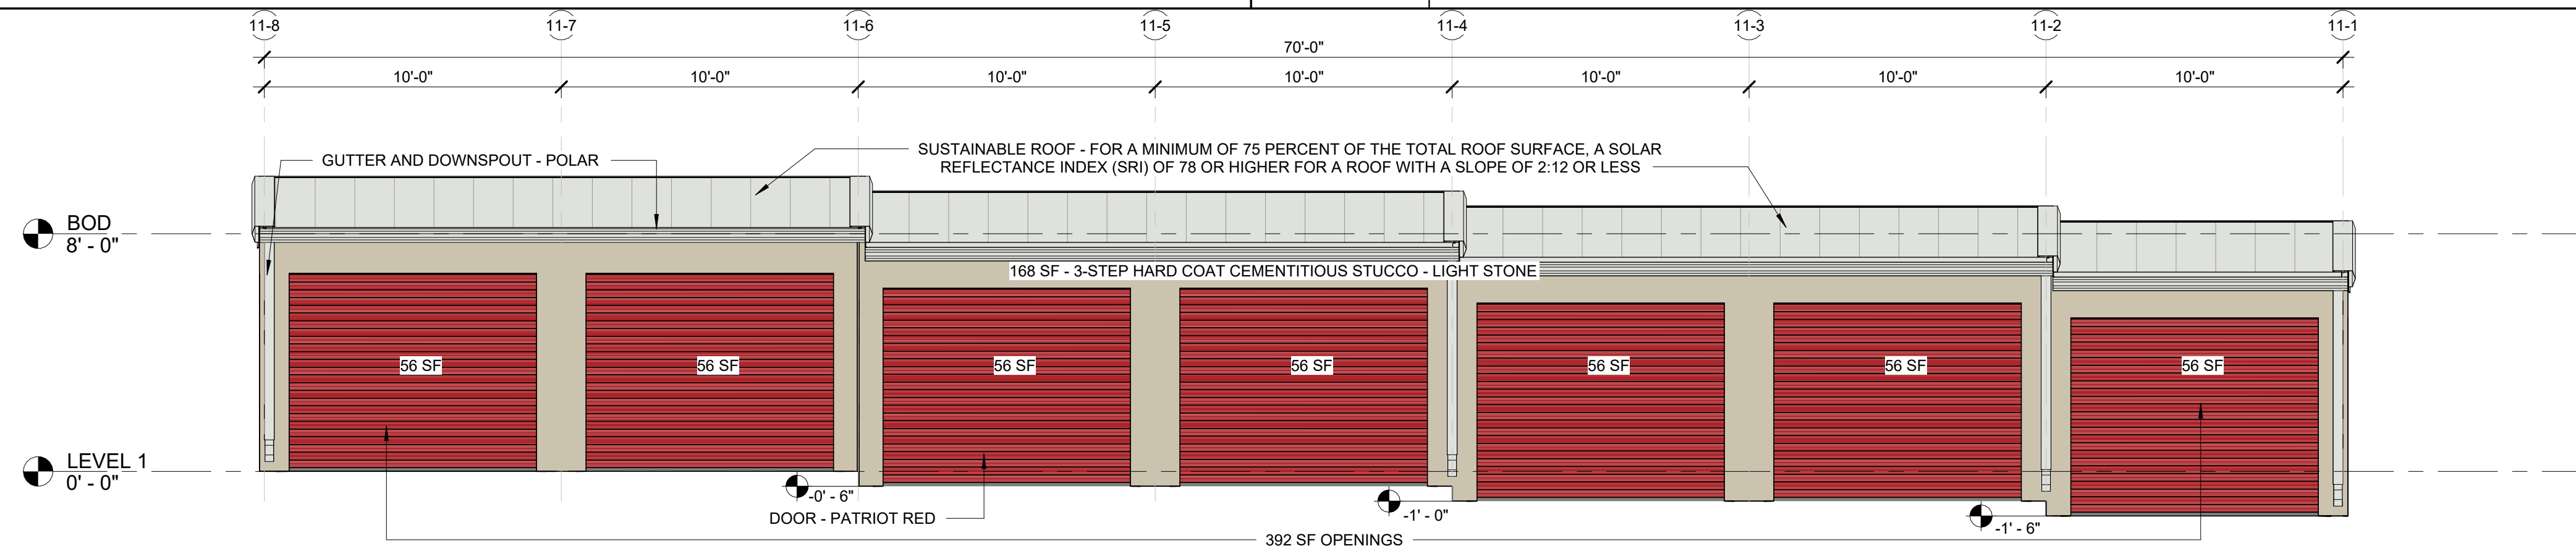 11-8
11-7
11-6
11-5
11-4
11-3
11-2
11-1
70'-0"
10'-0"
10'-0"
10'-0"
10'-0"
10'-0"
10'-0"
10'-0"
GUTTER AND DOWNSPOUT - POLAR
SUSTAINABLE ROOF - FOR A MINIMUM OF 75 PERCENT OF THE TOTAL ROOF SURFACE, A SOLAR
REFLECTANCE INDEX (SRI) OF 78 OR HIGHER FOR A ROOF WITH A SLOPE OF 2:12 OR LESS
BOD
8' - 0"
168 SF - 3-STEP HARD COAT CEMENTITIOUS STUCCO - LIGHT STONE
56 SF
56 SF
56 SF
56 SF
56 SF
56 SF
56 SF
LEVEL 1
0' - 0"
-0' - 6"
-1' - 0"
-1' - 6"
DOOR - PATRIOT RED
392 SF OPENINGS